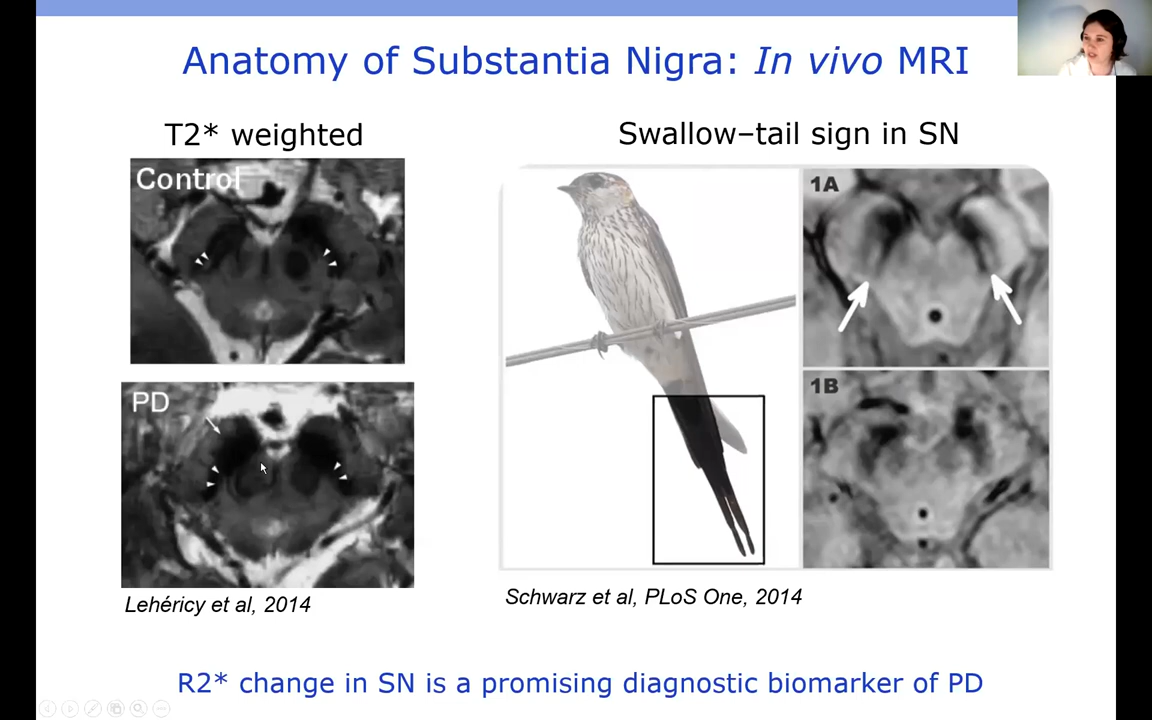 Anatomy of Substantia Nigra: In vivo MRI
T2* weighted
Swallow–tail sign in SN
Control
PD
1A
1B
Lehéricy et al, 2014
Schwarz et al, PLoS One, 2014
R2* change in SN is a promising diagnostic biomarker of PD